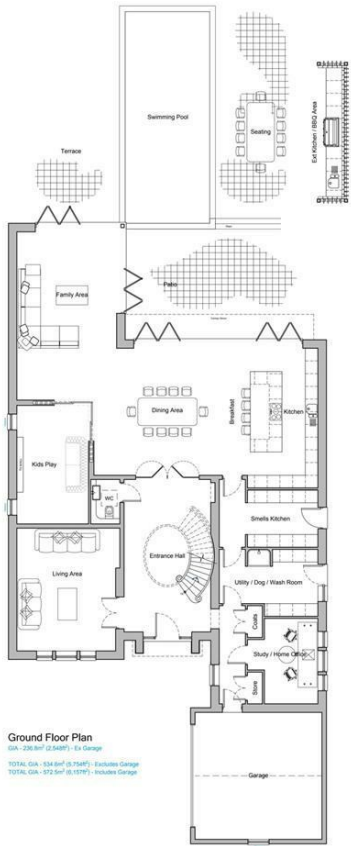 Swimming Pool
Seating
Ext Kitchen / BBQ Area
Terrace
Patio
Family Area
Dining Area
Breakfast
Kitchen
Kids Play
WC
Smells Kitchen
Entrance Hall
Living Area
Utility / Dog / Wash Room
Coats
Study / Home Office
Store
Garage
Ground Floor Plan
GIA - 236.8m² (2,548ft²) - Ex Garage
TOTAL GIA - 534.6m² (5,754ft²) - Excludes Garage
TOTAL GIA - 572.5m² (6,157ft²) - Includes Garage